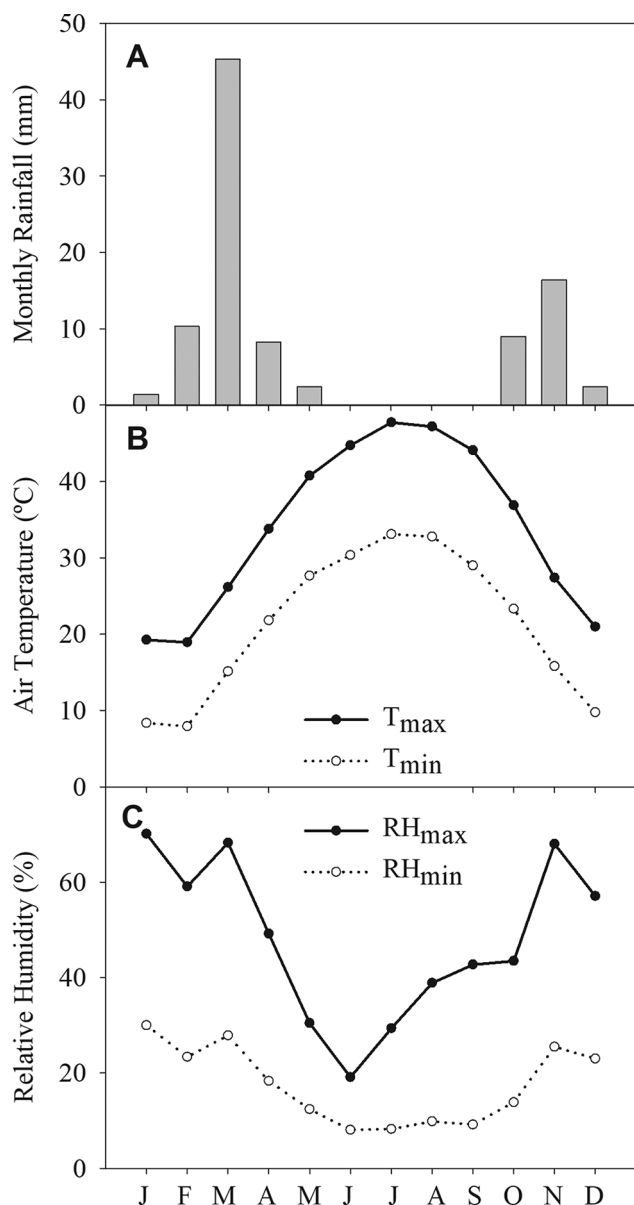 A
Monthly Rainfall (mm)
50
40
30
20
10
0
B
Air Temperature (ºC)
40
30
20
10
0
Tmax
Tmin
C
Relative Humidity (%)
60
40
20
0
RHmax
RHmin
J F M A M J J A S O N D